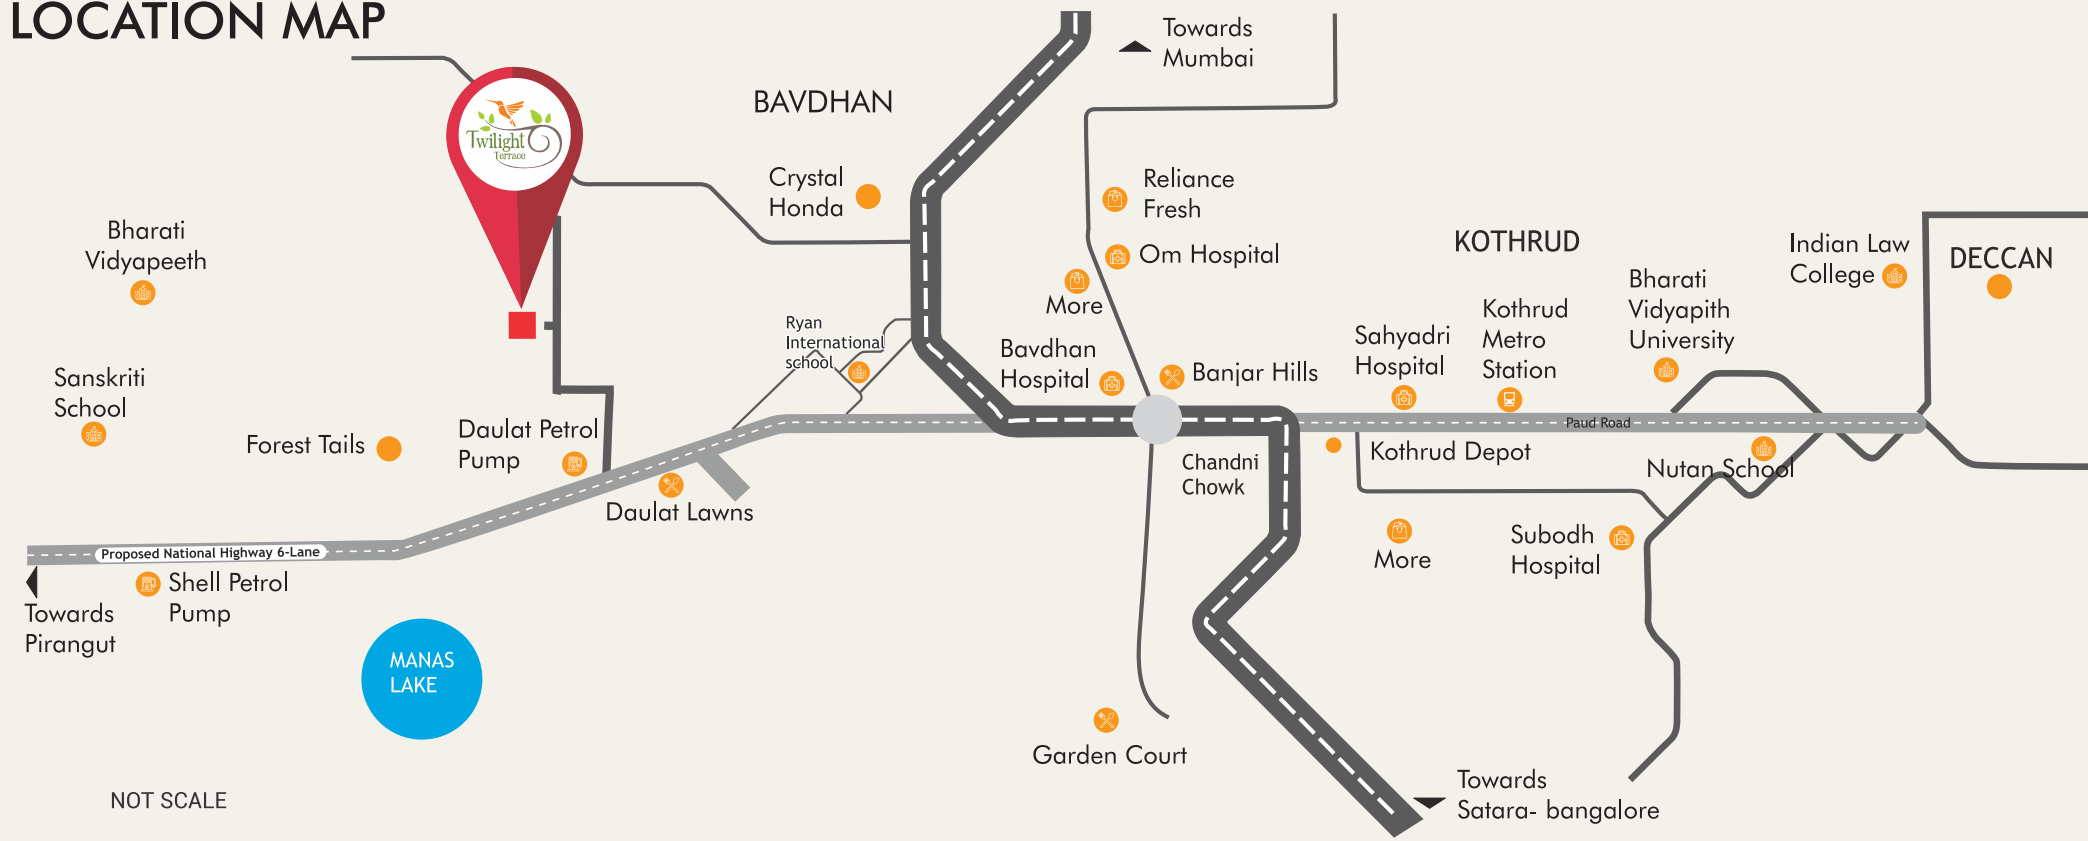 LOCATION MAP
Towards
Mumbai
BAVDHAN
Twilight
Terrace
Crystal
Honda
Reliance
Fresh
Om Hospital
More
Bharati
Vidyapeeth
KOTHRUD
Indian Law
College
DECCAN
Bharati
Vidyapith
University
Kothrud
Metro
Station
Sahyadri
Hospital
Ryan
International
school
Bavdhan
Hospital
Banjar Hills
Sanskriti
School
Forest Tails
Daulat Petrol
Pump
Paud Road
Kothrud Depot
Chandni
Chowk
Nutan School
Daulat Lawns
Proposed National Highway 6-Lane
Shell Petrol
Pump
Towards
Pirangut
More
Subodh
Hospital
MANAS
LAKE
Garden Court
Towards
Satara- bangalore
NOT SCALE